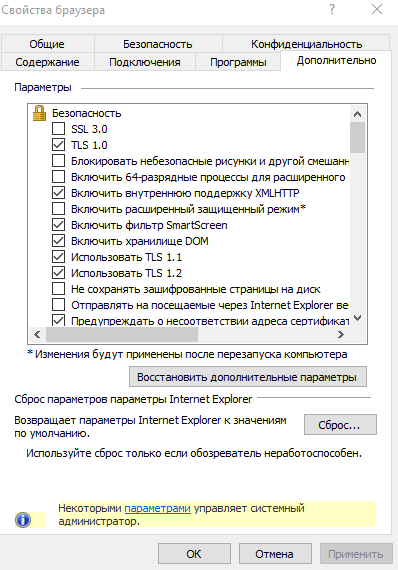 Свойства браузера
Общие Безопасность Конфиденциальность
Содержание Подключения Программы Дополнительно
Параметры
Безопасность
SSL 3.0
TLS 1.0
Блокировать небезопасные рисунки и другой смешанн
Включить 64-разрядные процессы для расширенного
Включить внутреннюю поддержку XMLHTTP
Включить расширенный защищенный режим*
Включить фильтр SmartScreen
Включить хранилище DOM
Использовать TLS 1.1
Использовать TLS 1.2
Не сохранять зашифрованные страницы на диск
Отправлять на посещаемые через Internet Explorer ве
Предупреждать о несоответствии адреса сертификат
*Изменения будут применены после перезапуска компьютера
Восстановить дополнительные параметры
Сброс параметров параметры Internet Explorer
Возвращает параметры Internet Explorer к значениям
по умолчанию.
Сброс...
Используйте сброс только если обозреватель неработоспособен.
Некоторыми параметрами управляет системный
администратор.
ОК Отмена Применить